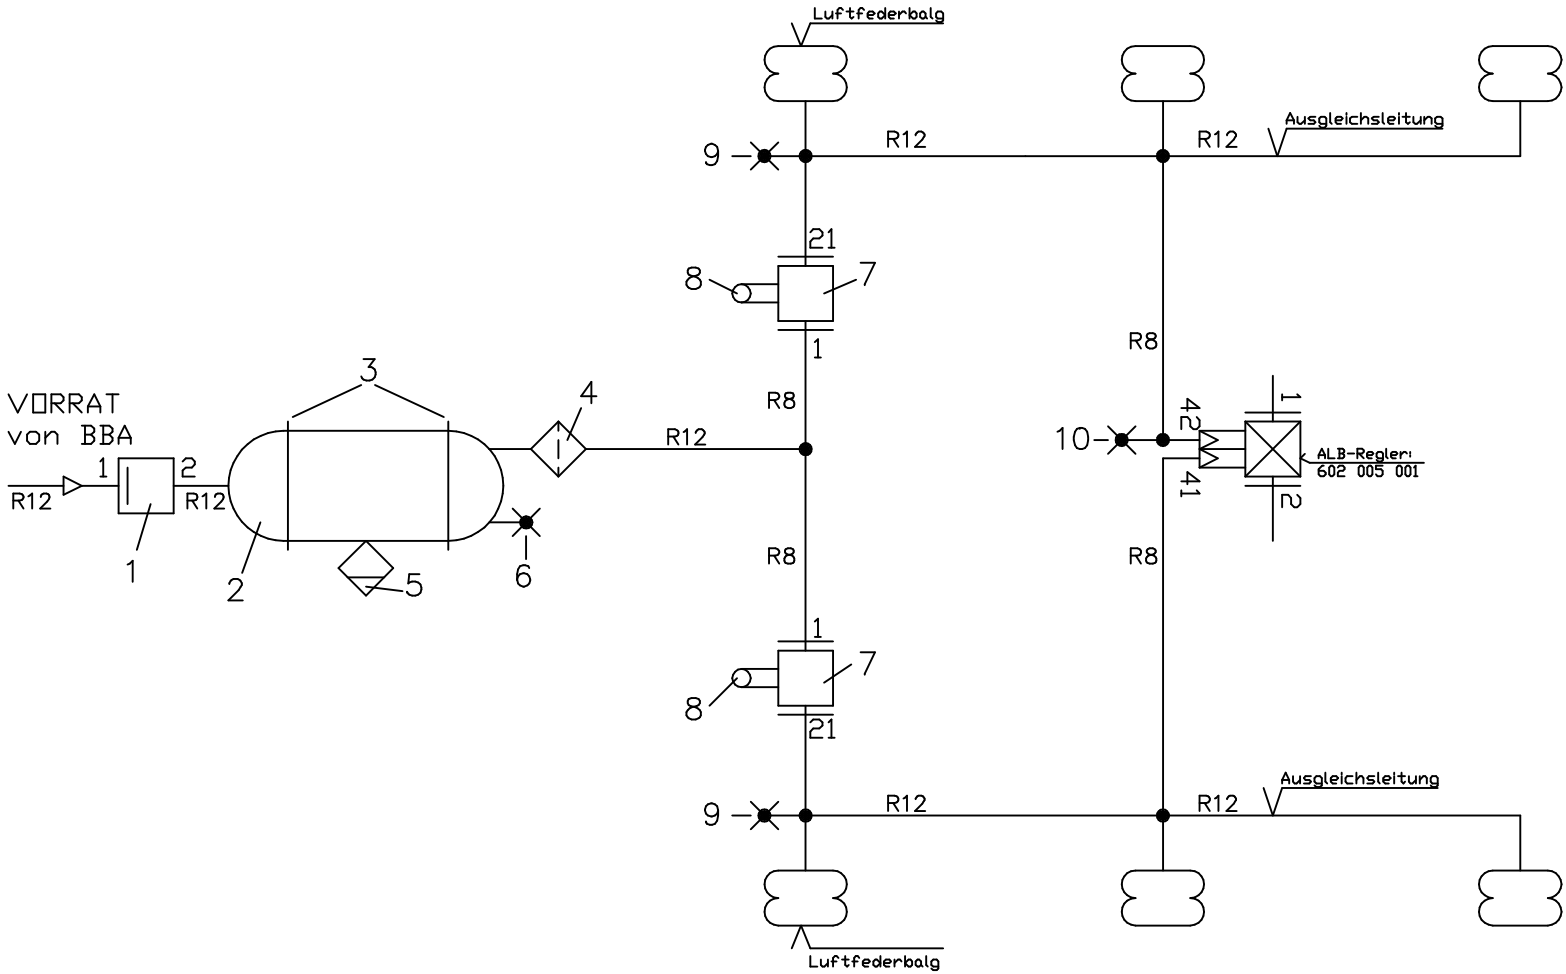 Luftfederbalg
Ausgleichsleitung
9
R12
R12
21
8
7
1
R8
R8
3
4
VORRAT
von BBA
1
2
R12
R12
R12
42
1
10
ALB-Regler:
602 005 001
41
2
1
2
5
6
R8
R8
1
7
8
21
Ausgleichsleitung
9
R12
R12
Luftfederbalg